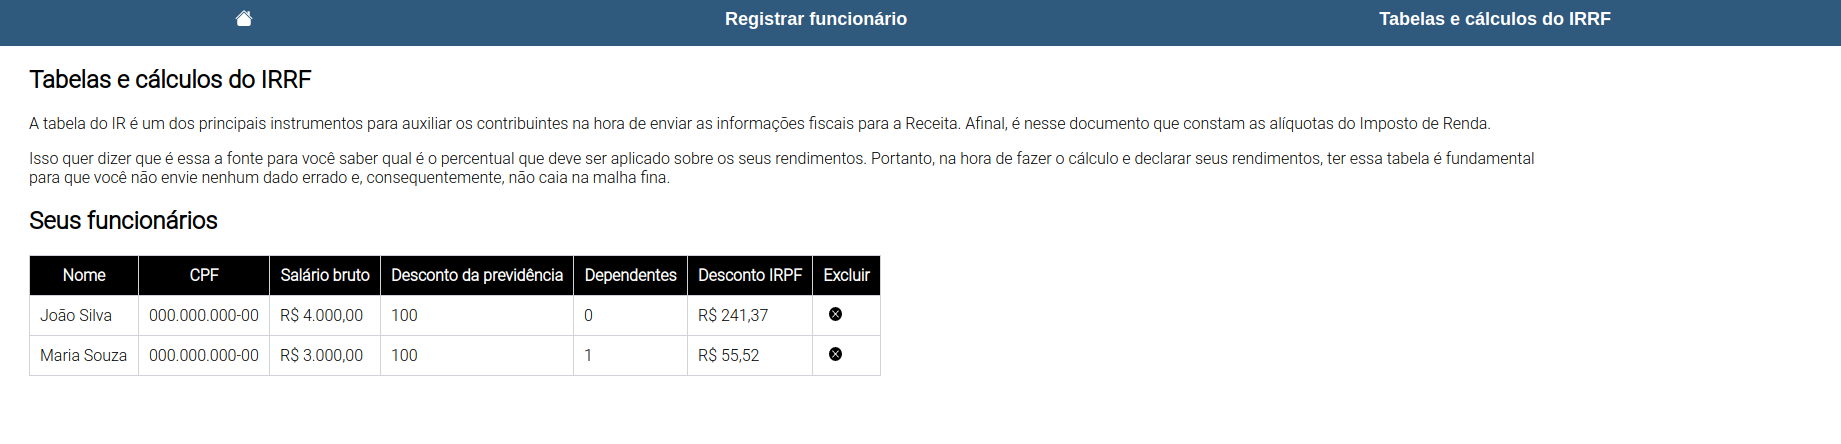 Registrar funcionário
Tabelas e cálculos do IRRF
Tabelas e cálculos do IRRF
A tabela do IR é um dos principais instrumentos para auxiliar os contribuintes na hora de enviar as informações fiscais para a Receita. Afinal, é nesse documento que constam as alíquotas do Imposto de Renda.
Isso quer dizer que é essa a fonte para você saber qual é o percentual que deve ser aplicado sobre os seus rendimentos. Portanto, na hora de fazer o cálculo e declarar seus rendimentos, ter essa tabela é fundamental
para que você não envie nenhum dado errado e, consequentemente, não caia na malha fina.
Seus funcionários
Nome CPF Salário bruto Desconto da previdência Dependentes Desconto IRPF Excluir
João Silva 000.000.000-00 R$ 4.000,00 100 0 R$ 241,37
Maria Souza 000.000.000-00 R$ 3.000,00 100 1 R$ 55,52